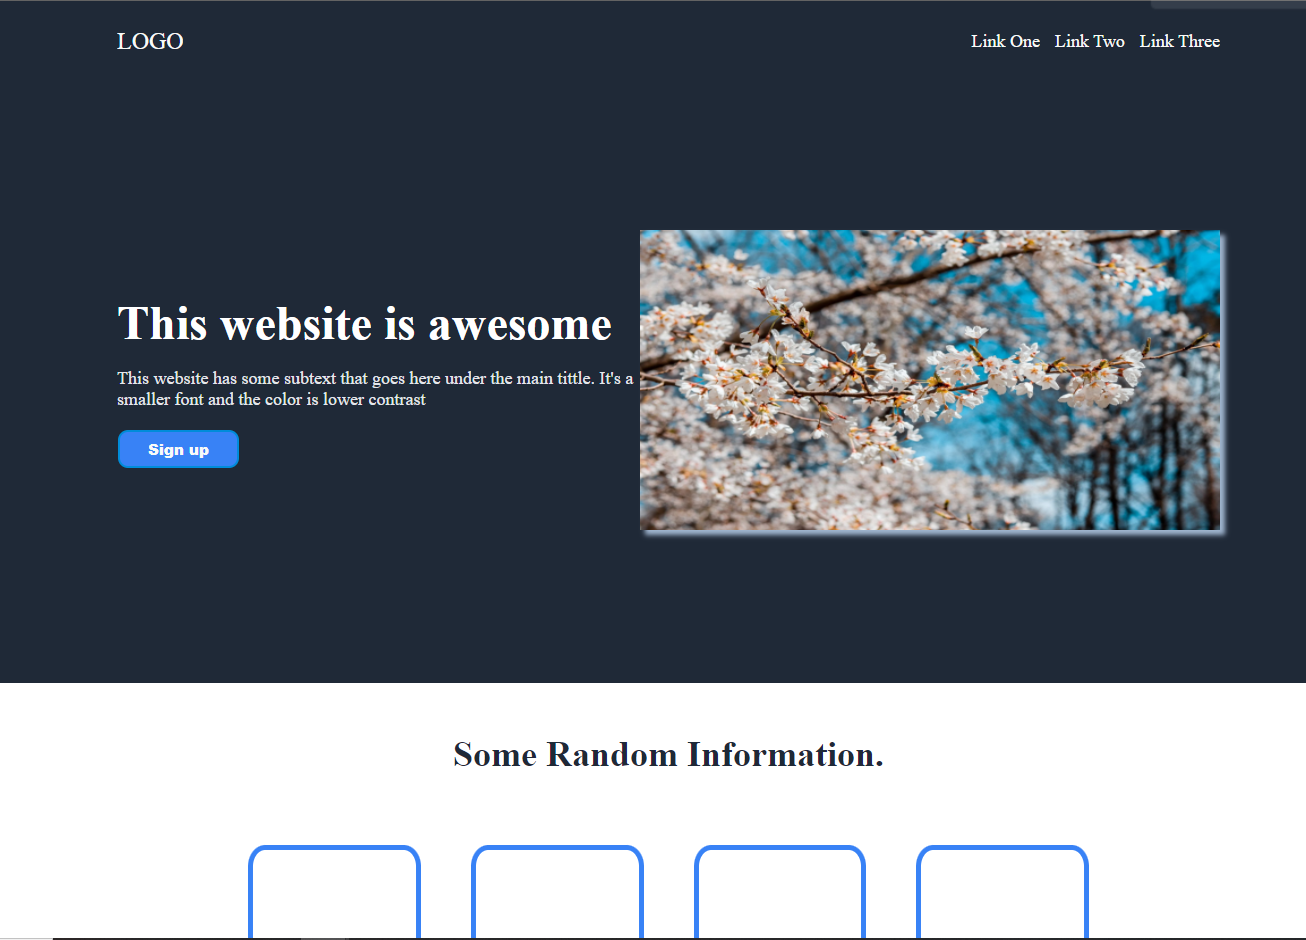 LOGO
Link One Link Two Link Three
This website is awesome
This website has some subtext that goes here under the main tittle. It's a
smaller font and the color is lower contrast
Sign up
Some Random Information.